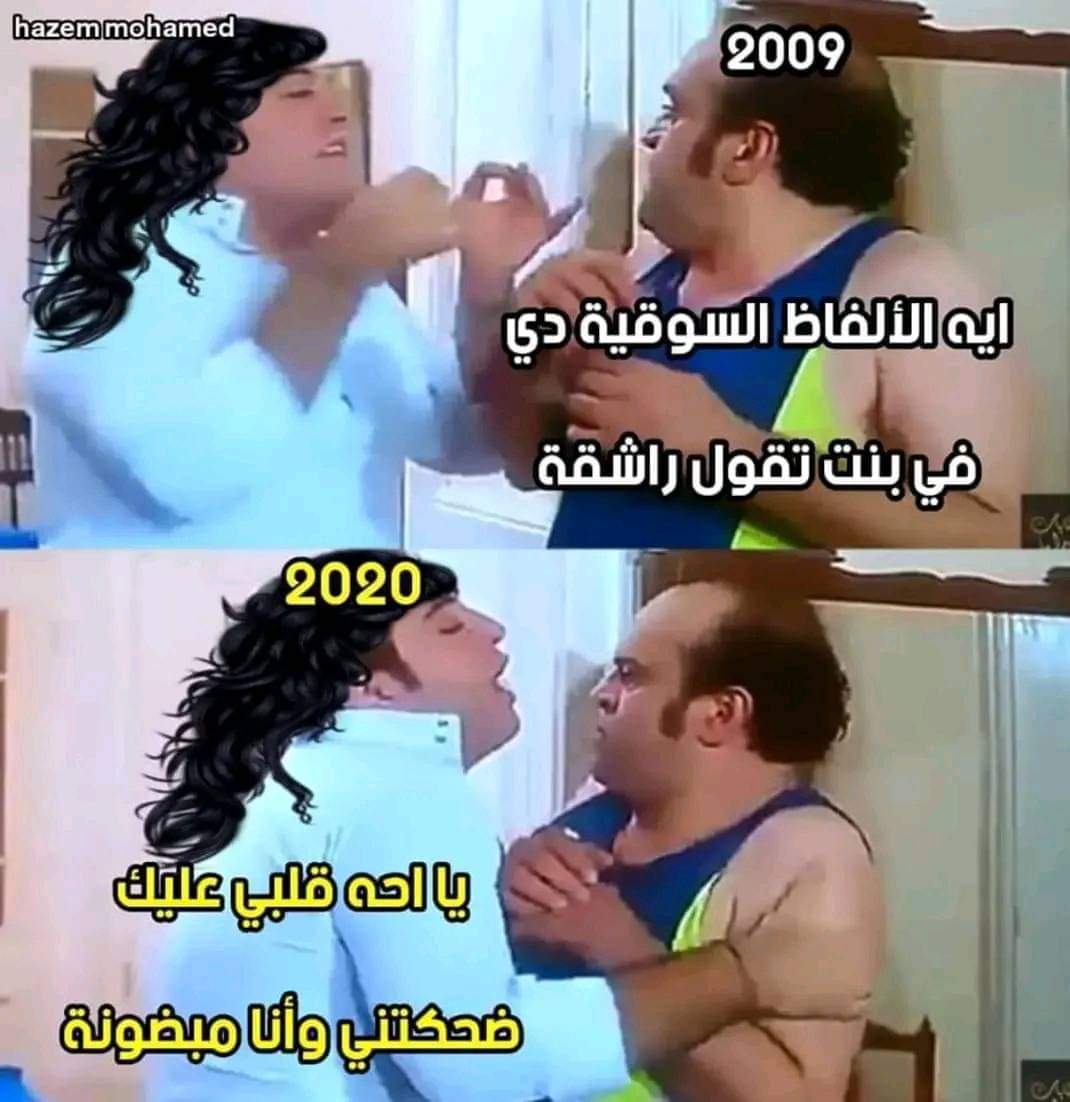 hazem mohamed
2009
ايه الألفاظ السوقية دي
في بنت تقول راشقة
2020
يا احه قلبي عليك
ضحكتني وأنا مبضونة